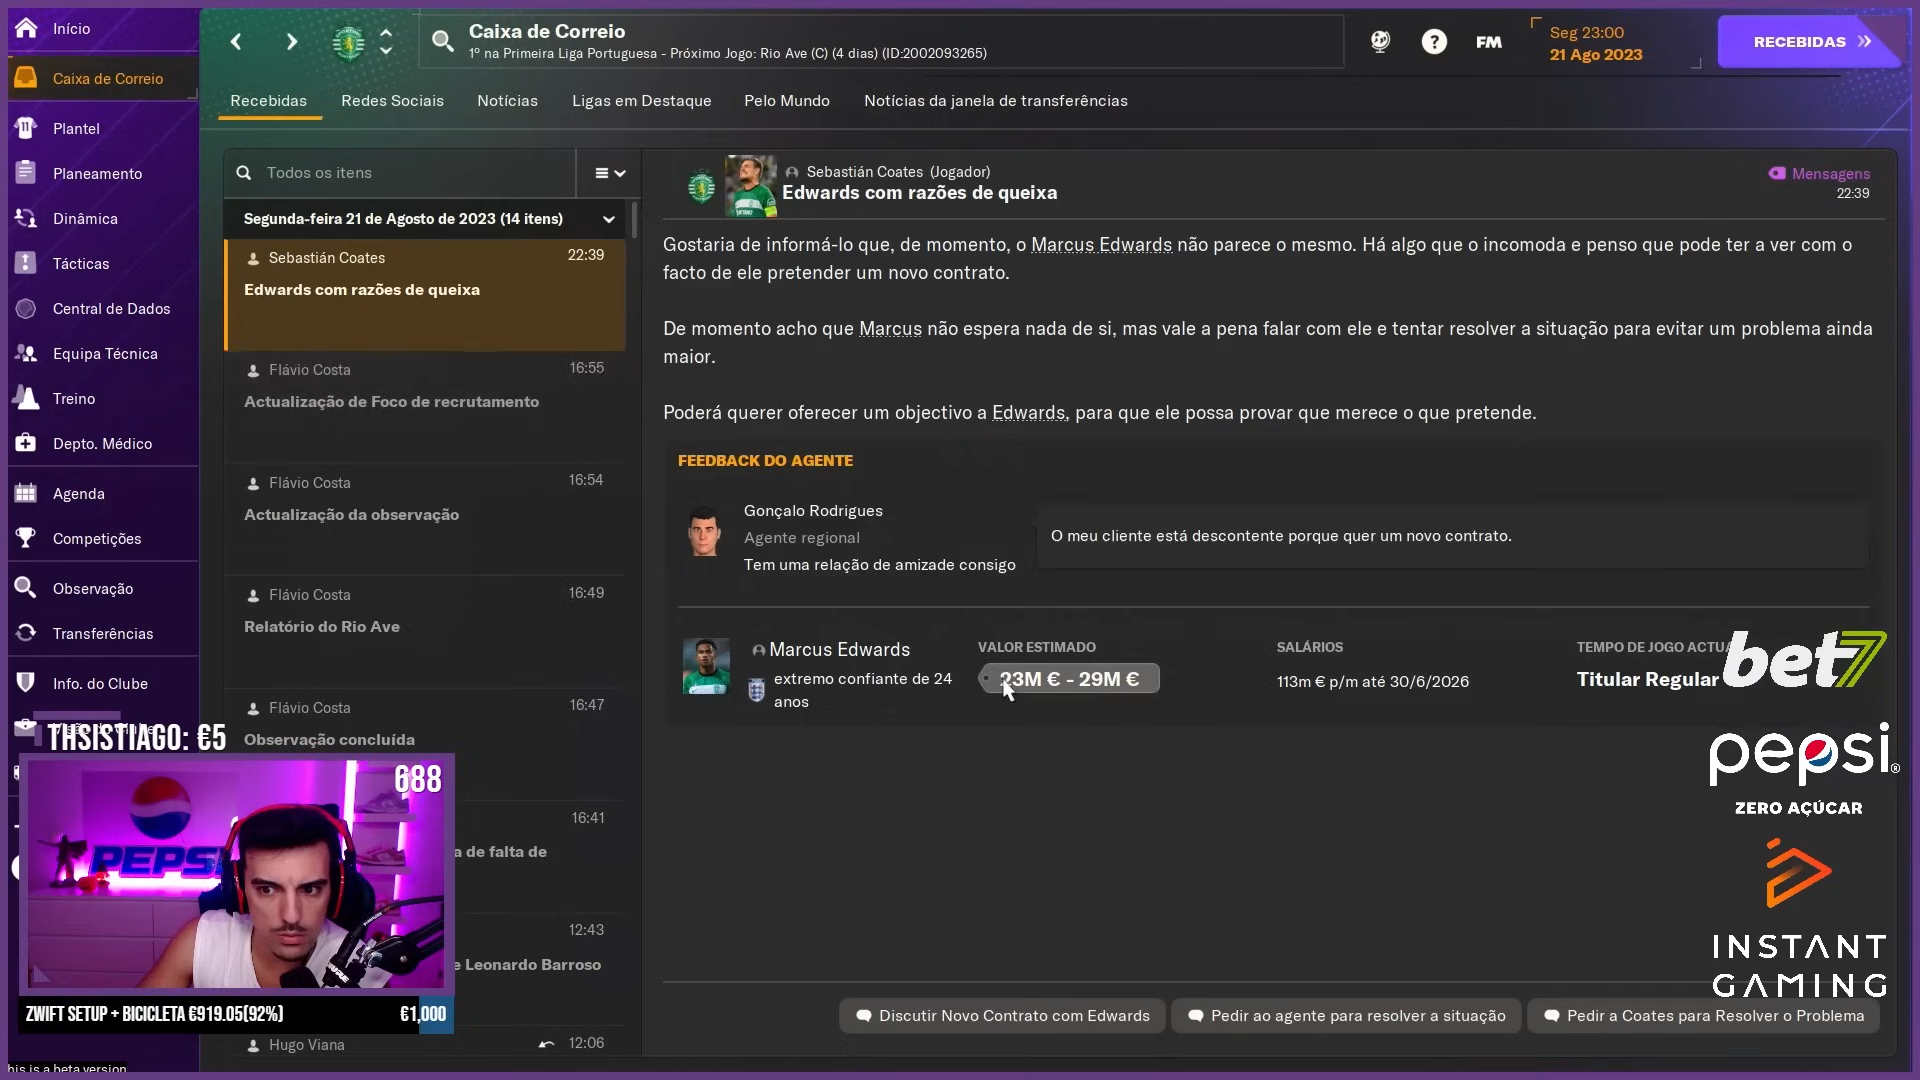 Início
Caixa de Correio
Plantel
Planeamento
Dinâmica
Tácticas
Central de Dados
Equipa Técnica
Treino
Depto. Médico
Agenda
Competições
Observação
Transferências
Info. do Clube
Caixa de Correio
1º na Primeira Liga Portuguesa - Próximo Jogo: Rio Ave (C) (4 dias) (ID:2002093265)
?
FM
Seg 23:00
21 Ago 2023
RECEBIDAS
Recebidas
Redes Sociais
Notícias
Ligas em Destaque
Pelo Mundo
Notícias da janela de transferências
Todos os itens
Segunda-feira 21 de Agosto de 2023 (14 itens)
Sebastián Coates 22:39
Edwards com razões de queixa
Flávio Costa 16:55
Actualização de Foco de recrutamento
Flávio Costa 16:54
Actualização da observação
Flávio Costa 16:49
Relatório do Rio Ave
Flávio Costa 16:47
Observação concluída
16:41
a de falta de
12:43
e Leonardo Barroso
Hugo Viana 12:06
Sebastián Coates (Jogador)
Edwards com razões de queixa
Mensagens
22:39
Gostaria de informá-lo que, de momento, o Marcus Edwards não parece o mesmo. Há algo que o incomoda e penso que pode ter a ver com o
facto de ele pretender um novo contrato.
De momento acho que Marcus não espera nada de si, mas vale a pena falar com ele e tentar resolver a situação para evitar um problema ainda
maior.
Poderá querer oferecer um objectivo a Edwards, para que ele possa provar que merece o que pretende.
FEEDBACK DO AGENTE
Gonçalo Rodrigues
Agente regional
Tem uma relação de amizade consigo
O meu cliente está descontente porque quer um novo contrato.
Marcus Edwards
extremo confiante de 24
anos
VALOR ESTIMADO
23M € - 29M €
SALÁRIOS
113m € p/m até 30/6/2026
TEMPO DE JOGO ACTUA
Titular Regular
Discutir Novo Contrato com Edwards
Pedir ao agente para resolver a situação
Pedir a Coates para Resolver o Problema
bet7
pepsi
ZERO AÇÚCAR
INSTANT
GAMING
THSISTIAGO: €5
688
PEPSI
ZWIFT SETUP + BICICLETA €919.05(92%) €1,000
his is a beta version